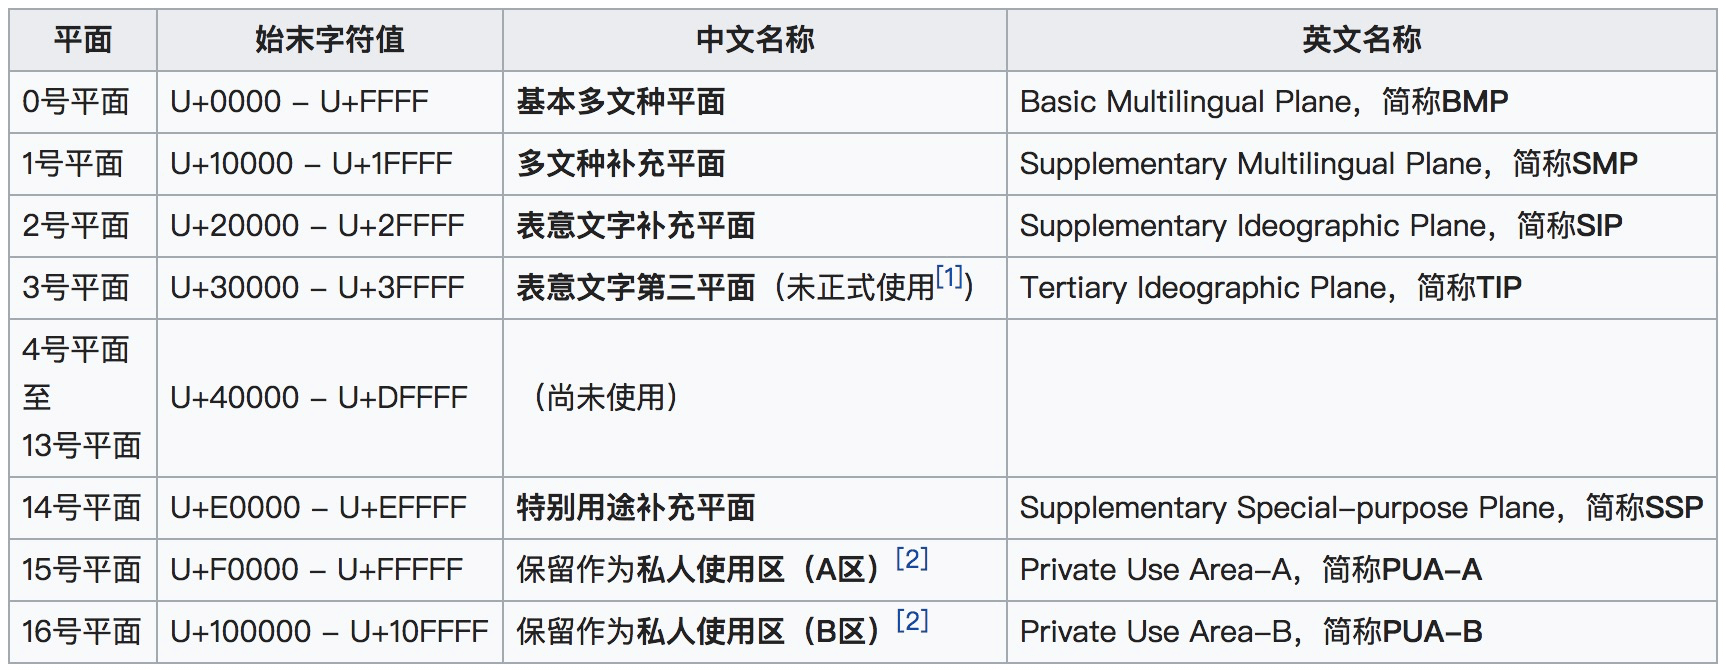 平面 始末字符值 中文名称 英文名称
0号平面 U+0000 – U+FFFF 基本多文种平面 Basic Multilingual Plane，简称BMP
1号平面 U+10000 – U+1FFFF 多文种补充平面 Supplementary Multilingual Plane，简称SMP
2号平面 U+20000 – U+2FFFF 表意文字补充平面 Supplementary Ideographic Plane，简称SIP
3号平面 U+30000 – U+3FFFF 表意文字第三平面（未正式使用[1]） Tertiary Ideographic Plane，简称TIP
4号平面
至
13号平面 U+40000 – U+DFFFF （尚未使用）
14号平面 U+E0000 – U+EFFFF 特别用途补充平面 Supplementary Special-purpose Plane，简称SSP
15号平面 U+F0000 – U+FFFFF 保留作为私人使用区（A区）[2] Private Use Area-A，简称PUA-A
16号平面 U+100000 – U+10FFFF 保留作为私人使用区（B区）[2] Private Use Area-B，简称PUA-B